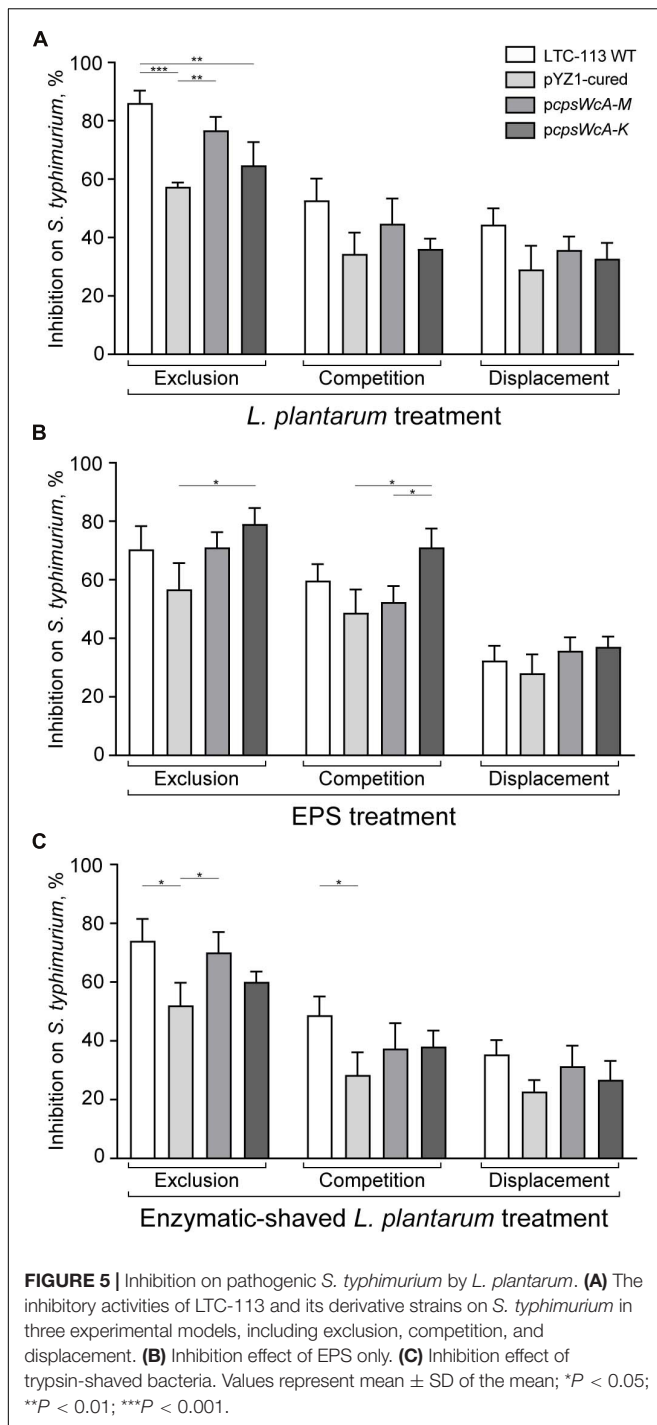 A
LTC-113 WT
pYZ1-cured
pcpsWcA-M
pcpsWcA-K
***
**
**
Inhibition on S. typhimurium, %
100
80
60
40
20
0
Exclusion
Competition
Displacement
L. plantarum treatment
B
Inhibition on S. typhimurium, %
100
80
60
40
20
0
*
*
*
Exclusion
Competition
Displacement
EPS treatment
C
Inhibition on S. typhimurium, %
100
80
60
40
20
0
*
*
*
Exclusion
Competition
Displacement
Enzymatic-shaved L. plantarum treatment
FIGURE 5 | Inhibition on pathogenic S. typhimurium by L. plantarum. (A) The
inhibitory activities of LTC-113 and its derivative strains on S. typhimurium in
three experimental models, including exclusion, competition, and
displacement. (B) Inhibition effect of EPS only. (C) Inhibition effect of
trypsin-shaved bacteria. Values represent mean ± SD of the mean; *P < 0.05;
**P < 0.01; ***P < 0.001.